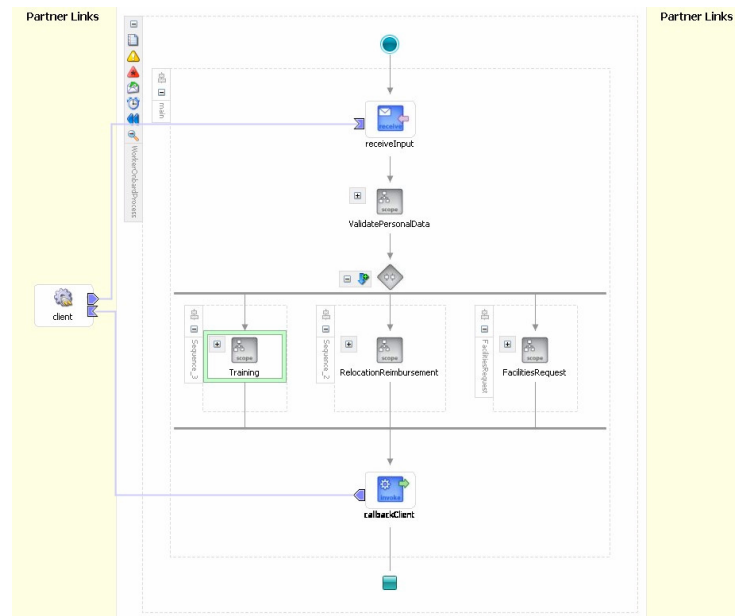 Partner Links
Partner Links
WorkerOnboardProcess
main
receive
receiveInput
scope
ValidatePersonalData
client
Sequence_3
scope
Training
Sequence_2
scope
RelocationReimbursement
FacilitiesRequest
scope
FacilitiesRequest
invoke
callbackClient